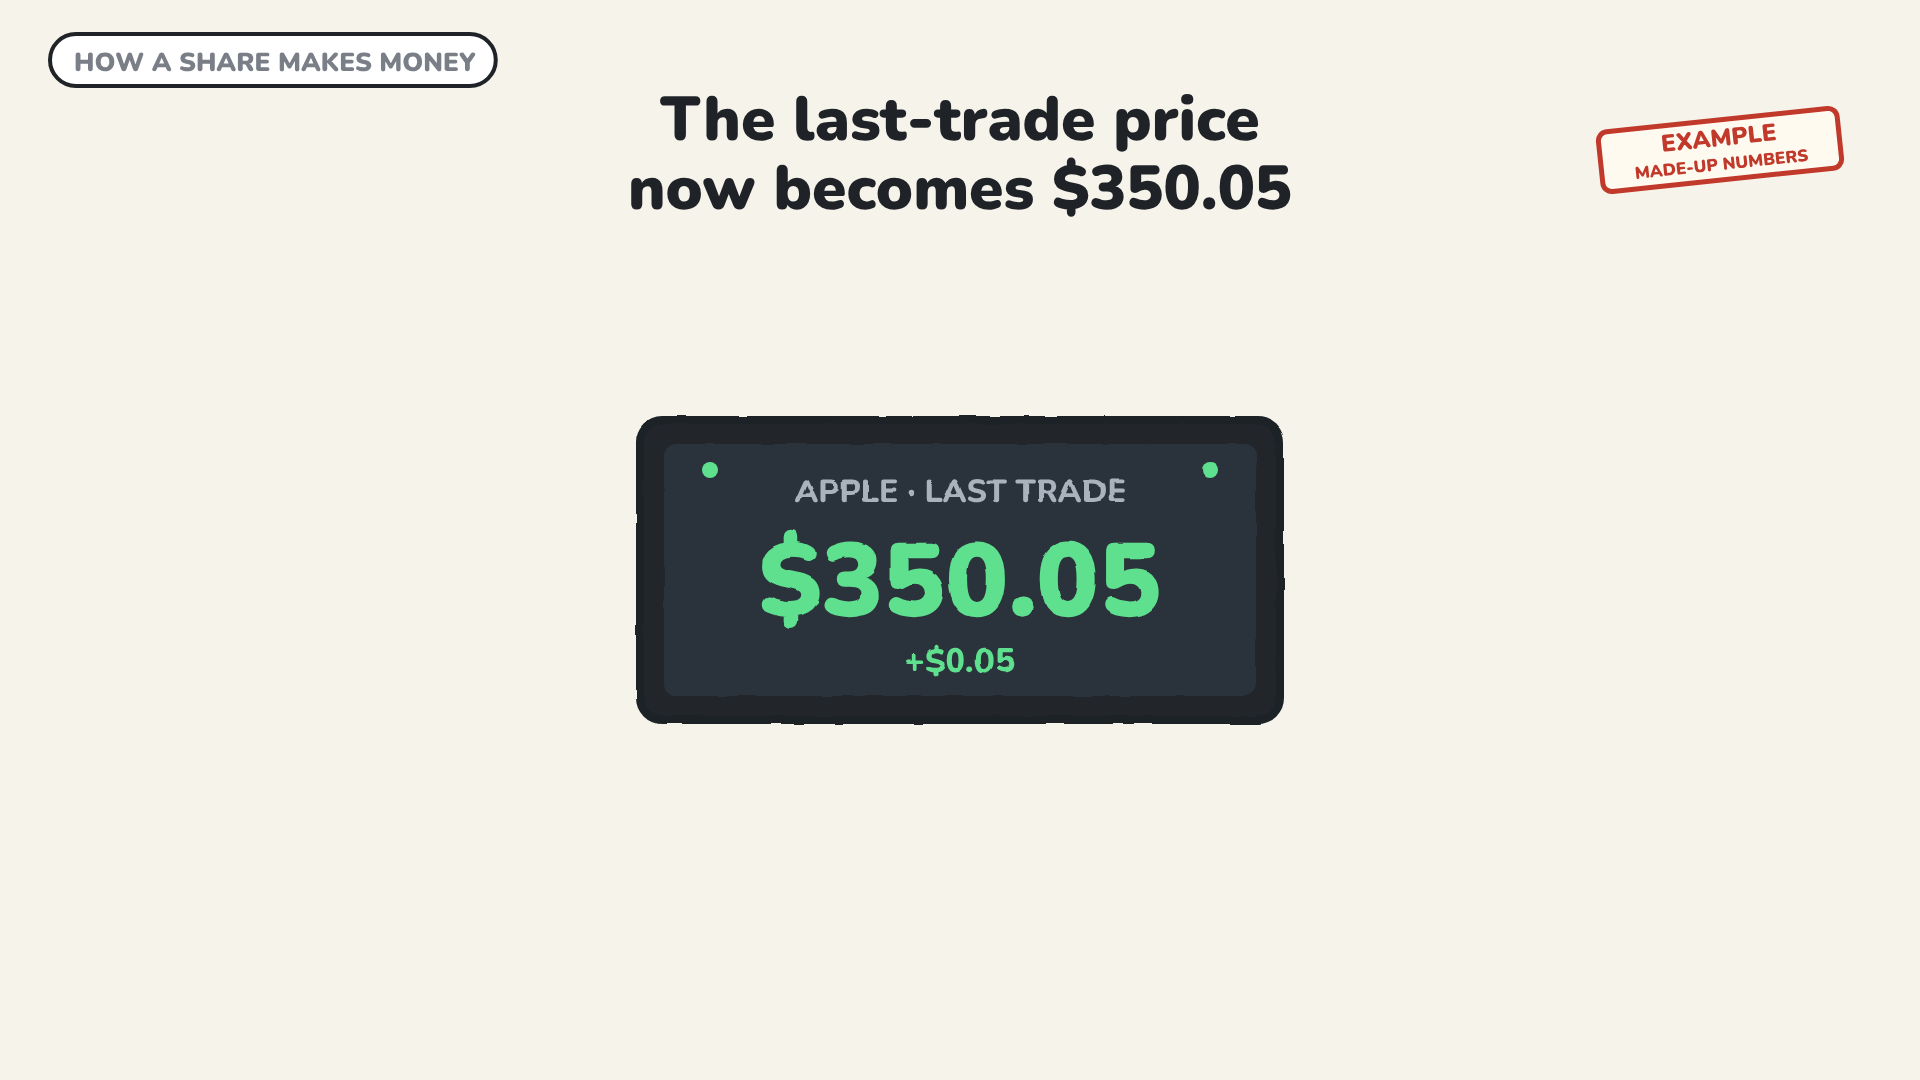 HOW A SHARE MAKES MONEY
The last-trade price
now becomes $350.05
EXAMPLE
MADE-UP NUMBERS
APPLE · LAST TRADE
$350.05
+$0.05